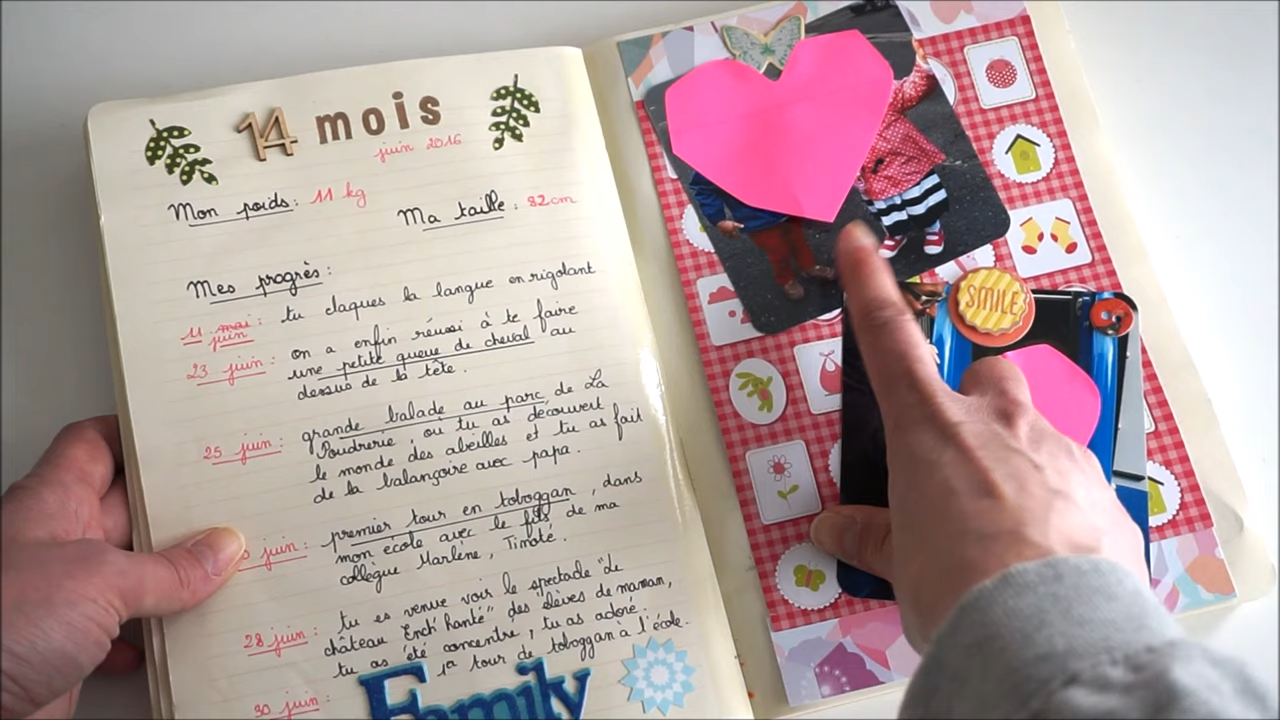 14 mois
juin 2016
Mon poids : 11 kg
Ma taille : 82cm
Mes progrès :
11 mai : tu claques la langue en rigolant
juin
23 juin : on a enfin réussi à te faire
une petite queue de cheval au
dessus de la tête.
25 juin : grande balade au parc, de La
Poudrerie, où tu as découvert
le monde des abeilles et tu as fait
de la balançoire avec papa.
juin : premier tour en toboggan, dans
mon école avec le fils de ma
collègue Marlène, Timoté.
28 juin : tu es venue voir le spectacle "le
château Ench'hanté" des élèves de maman,
tu as été concentrée, tu as adoré.
tour de toboggan à l'école.
30 juin :
Family
SMILE